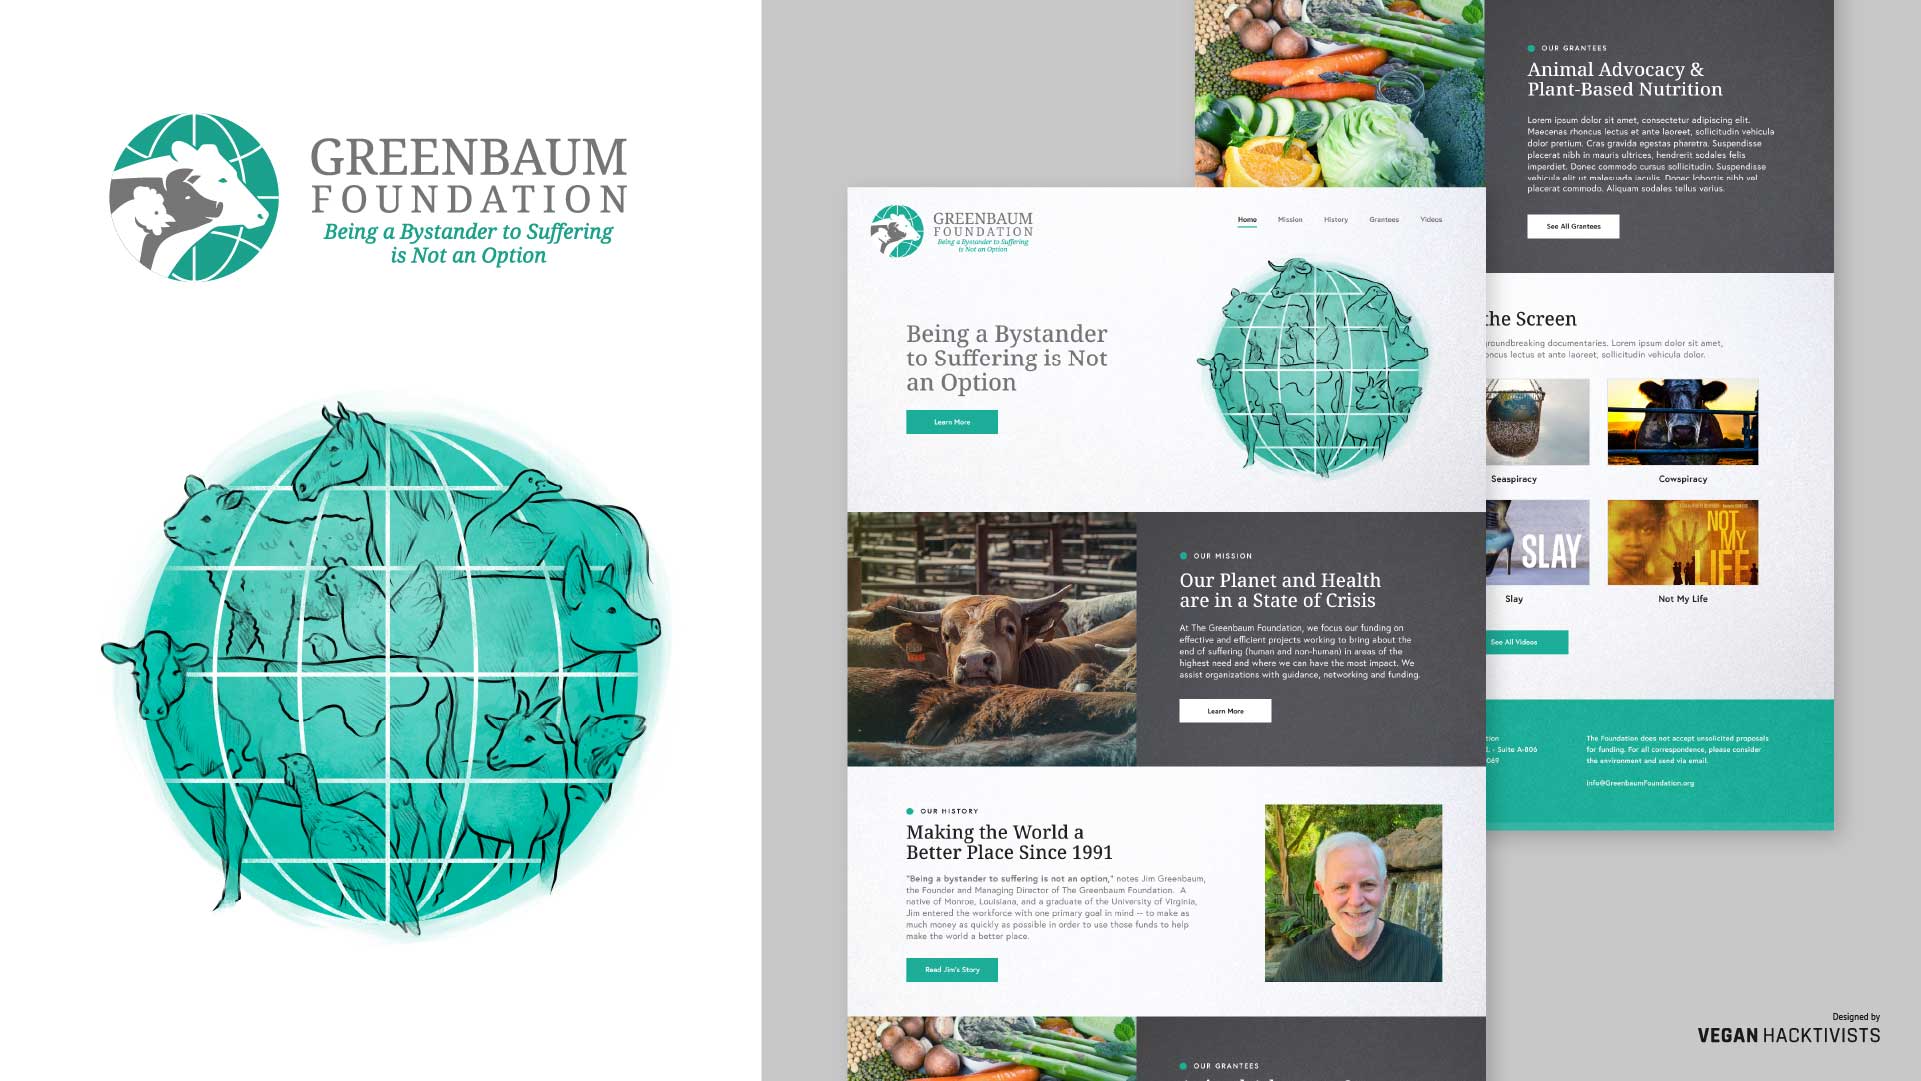 GREENBAUM
FOUNDATION
Being a Bystander to Suffering
is Not an Option
GREENBAUM
FOUNDATION
Being a Bystander to Suffering
is Not an Option
Home Mission History Grantees Videos
Being a Bystander
to Suffering is Not
an Option
Learn More
OUR MISSION
Our Planet and Health
are in a State of Crisis
At The Greenbaum Foundation, we focus our funding on
effective and efficient projects working to bring about the
end of suffering (human and non-human) in areas of the
highest need and where we can have the most impact. We
assist organizations with guidance, networking and funding.
Learn More
OUR HISTORY
Making the World a
Better Place Since 1991
"Being a bystander to suffering is not an option," notes Jim Greenbaum,
the Founder and Managing Director of The Greenbaum Foundation. A
native of Monroe, Louisiana, and a graduate of the University of Virginia,
Jim entered the workforce with one primary goal in mind -- to make as
much money as quickly as possible in order to use those funds to help
make the world a better place.
Read Jim's Story
OUR GRANTEES
OUR GRANTEES
Animal Advocacy &
Plant-Based Nutrition
Lorem ipsum dolor sit amet, consectetur adipiscing elit.
Maecenas rhoncus lectus et ante laoreet, sollicitudin vehicula
dolor pretium. Cras gravida egestas pharetra. Suspendisse
placerat nibh in mauris ultrices, hendrerit sodales felis
imperdiet. Donec commodo cursus sollicitudin. Suspendisse
vehicula elit ut malesuada iaculis. Donec lobortis nibh vel
placerat commodo. Aliquam sodales tellus varius.
See All Grantees
the Screen
groundbreaking documentaries. Lorem ipsum dolor sit amet,
oncus lectus et ante laoreet, sollicitudin vehicula dolor.
Seaspiracy
Cowspiracy
SLAY
NOT
MY
LIFE
Slay
Not My Life
See All Videos
tion
. - Suite A-806
069
The Foundation does not accept unsolicited proposals
for funding. For all correspondence, please consider
the environment and send via email.
Info@GreenbaumFoundation.org
Designed by
VEGAN HACKTIVISTS